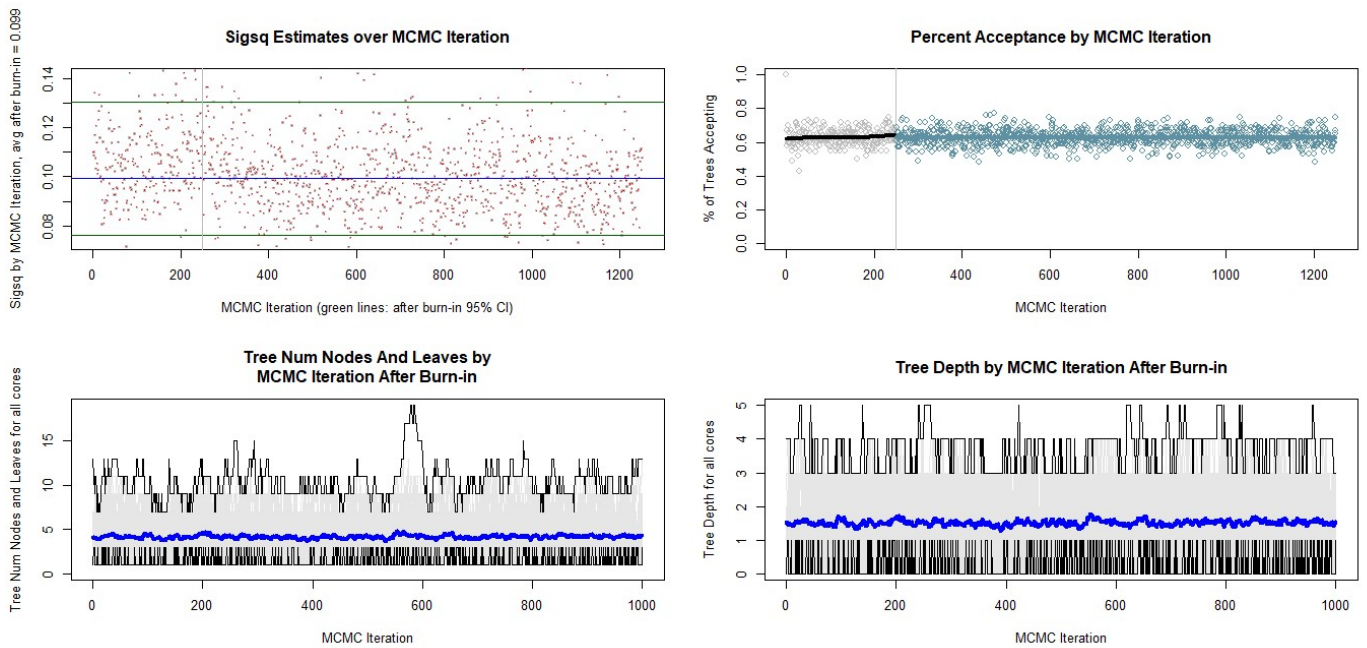 Sigsq Estimates over MCMC Iteration
Sigsq by MCMC Iteration, avg after burn-in = 0.099
0.14
0.12
0.10
0.08
0 200 400 600 800 1000 1200
MCMC Iteration (green lines: after burn-in 95% CI)
Percent Acceptance by MCMC Iteration
% of Trees Accepting
1.0
0.8
0.6
0.4
0.2
0.0
0 200 400 600 800 1000 1200
MCMC Iteration
Tree Num Nodes And Leaves by
MCMC Iteration After Burn-in
Tree Num Nodes and Leaves for all cores
15
10
5
0
0 200 400 600 800 1000
MCMC Iteration
Tree Depth by MCMC Iteration After Burn-in
Tree Depth for all cores
5
4
3
2
1
0
0 200 400 600 800 1000
MCMC Iteration